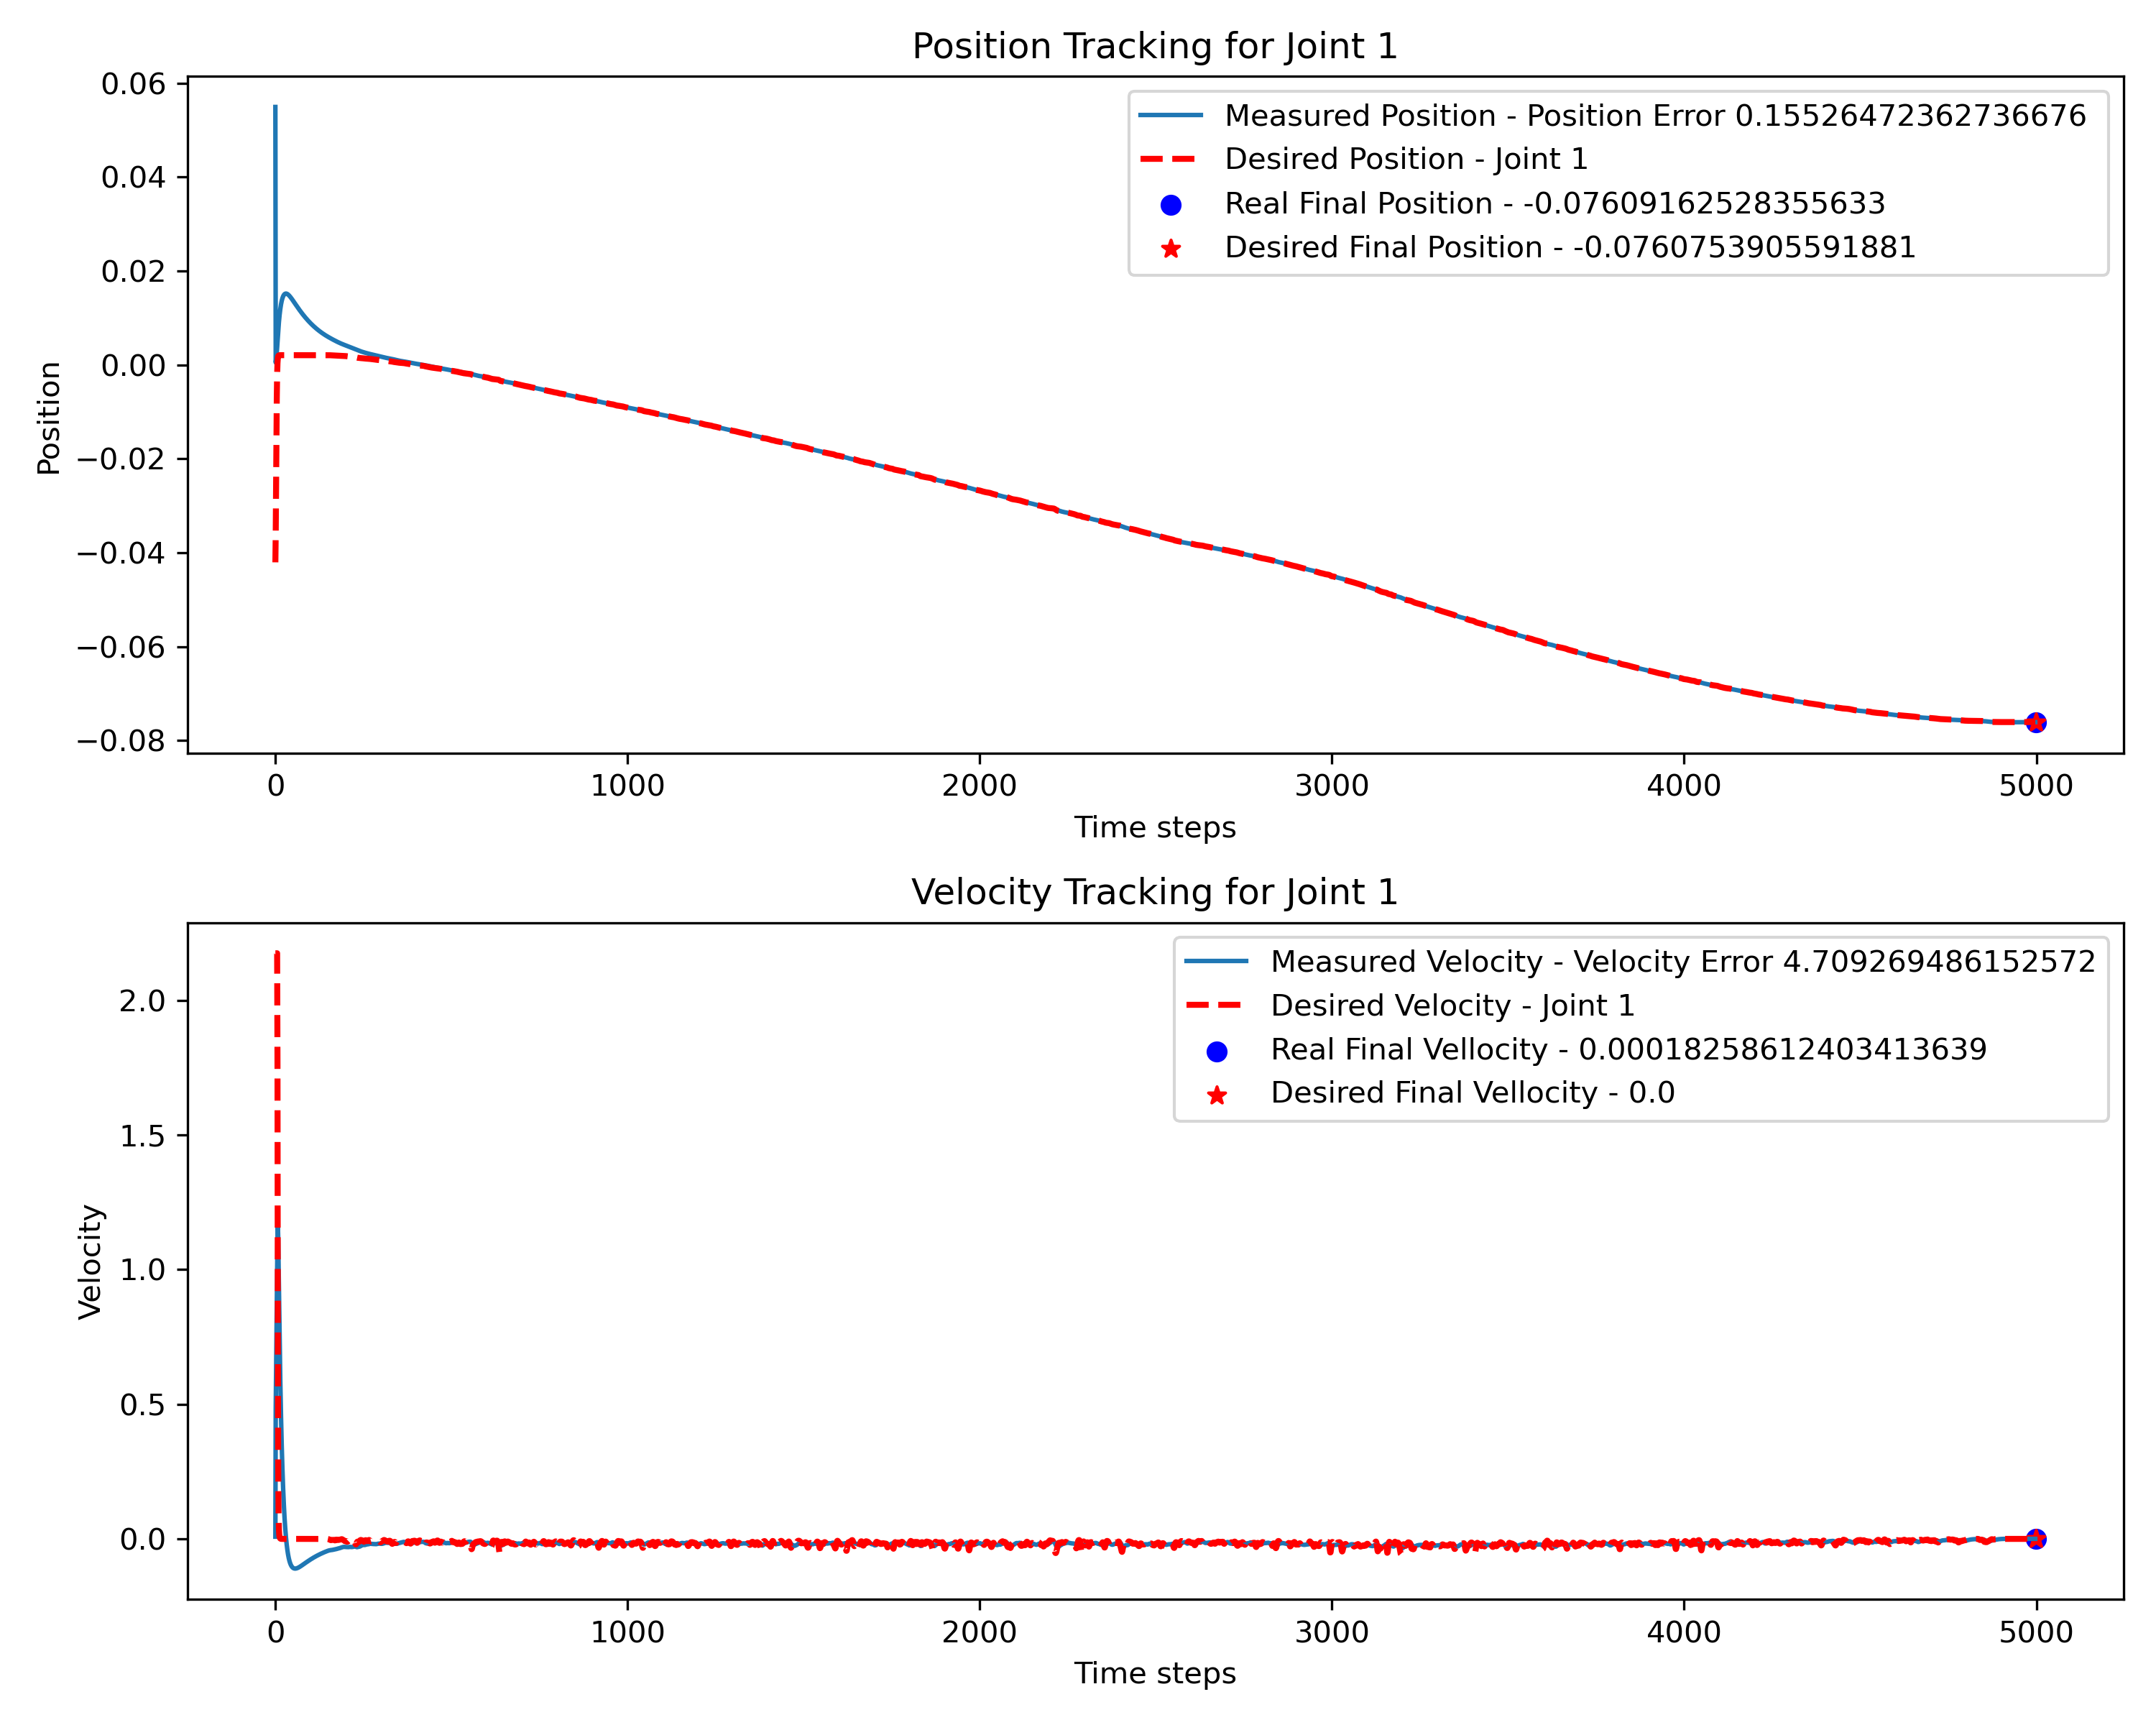 Position Tracking for Joint 1
0.06
0.04
0.02
0.00
−0.02
−0.04
−0.06
−0.08
Position
Measured Position - Position Error 0.15526472362736676
Desired Position - Joint 1
Real Final Position - -0.07609162528355633
Desired Final Position - -0.0760753905591881
0 1000 2000 3000 4000 5000
Time steps
Velocity Tracking for Joint 1
2.0
1.5
1.0
0.5
0.0
Velocity
Measured Velocity - Velocity Error 4.709269486152572
Desired Velocity - Joint 1
Real Final Vellocity - 0.00018258612403413639
Desired Final Vellocity - 0.0
0 1000 2000 3000 4000 5000
Time steps